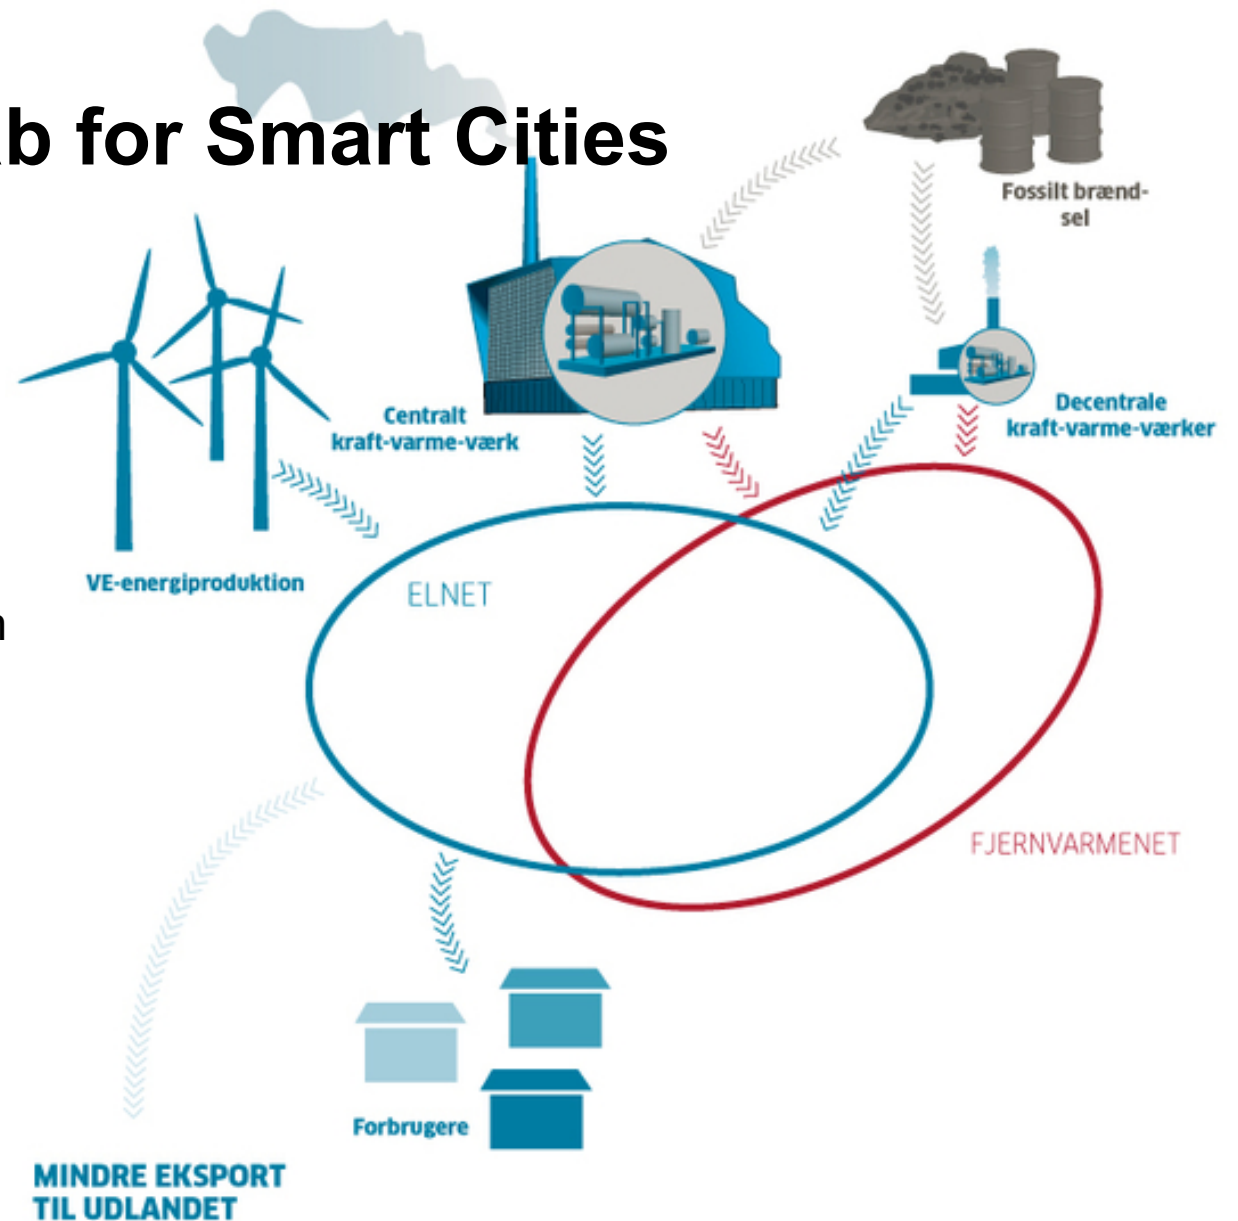 b for Smart Cities
Fossilt brænd-
sel
Centralt
kraft-varme-værk
Decentrale
kraft-varme-værker
VE-energiproduktion
ELNET
FJERNVARMENET
Forbrugere
MINDRE EKSPORT
TIL UDLANDET